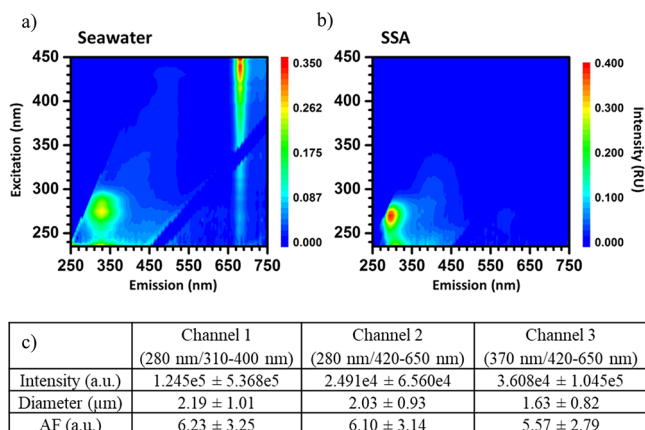 a)
b)
Seawater
SSA
450
400
350
300
250
Excitation (nm)
250 350 450 550 650 750
Emission (nm)
0.350
0.262
0.175
0.087
0.000
450
400
350
300
250
250 350 450 550 650 750
Emission (nm)
0.400
0.300
0.200
0.100
0.000
Intensity (RU)
c)
Channel 1 Channel 2 Channel 3
(280 nm/310-400 nm) (280 nm/420-650 nm) (370 nm/420-650 nm)
Intensity (a.u.) 1.245e5 ± 5.368e5 2.491e4 ± 6.560e4 3.608e4 ± 1.045e5
Diameter (μm) 2.19 ± 1.01 2.03 ± 0.93 1.63 ± 0.82
AF (a.u.) 6.23 ± 3.25 6.10 ± 3.14 5.57 ± 2.79